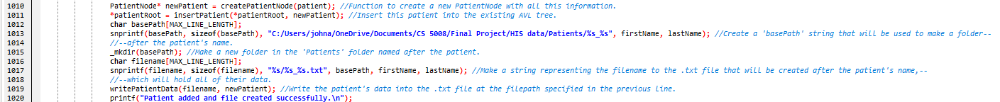 1010 PatientNode* newPatient = createPatientNode(patient); //Function to create a new PatientNode with all this information.
1011 *patientRoot = insertPatient(*patientRoot, newPatient); //Insert this patient into the existing AVL tree.
1012 char basePath[MAX_LINE_LENGTH];
1013 snprintf(basePath, sizeof(basePath), "C:/Users/johna/OneDrive/Documents/CS 5008/Final Project/HIS data/Patients/%s_%s", firstName, lastName); //Create a 'basePath' string that will be used to make a folder--
1014 //--after the patient's name.
1015 _mkdir(basePath); //Make a new folder in the 'Patients' folder named after the patient.
1016 char filename[MAX_LINE_LENGTH];
1017 snprintf(filename, sizeof(filename), "%s/%s_%s.txt", basePath, firstName, lastName); //Make a string representing the filename to the .txt file that will be created after the patient's name,--
1018 //--which will hold all of their data.
1019 writePatientData(filename, newPatient); //Write the patient's data into the .txt file at the filepath specified in the previous line.
1020 printf("Patient added and file created successfully.\n");